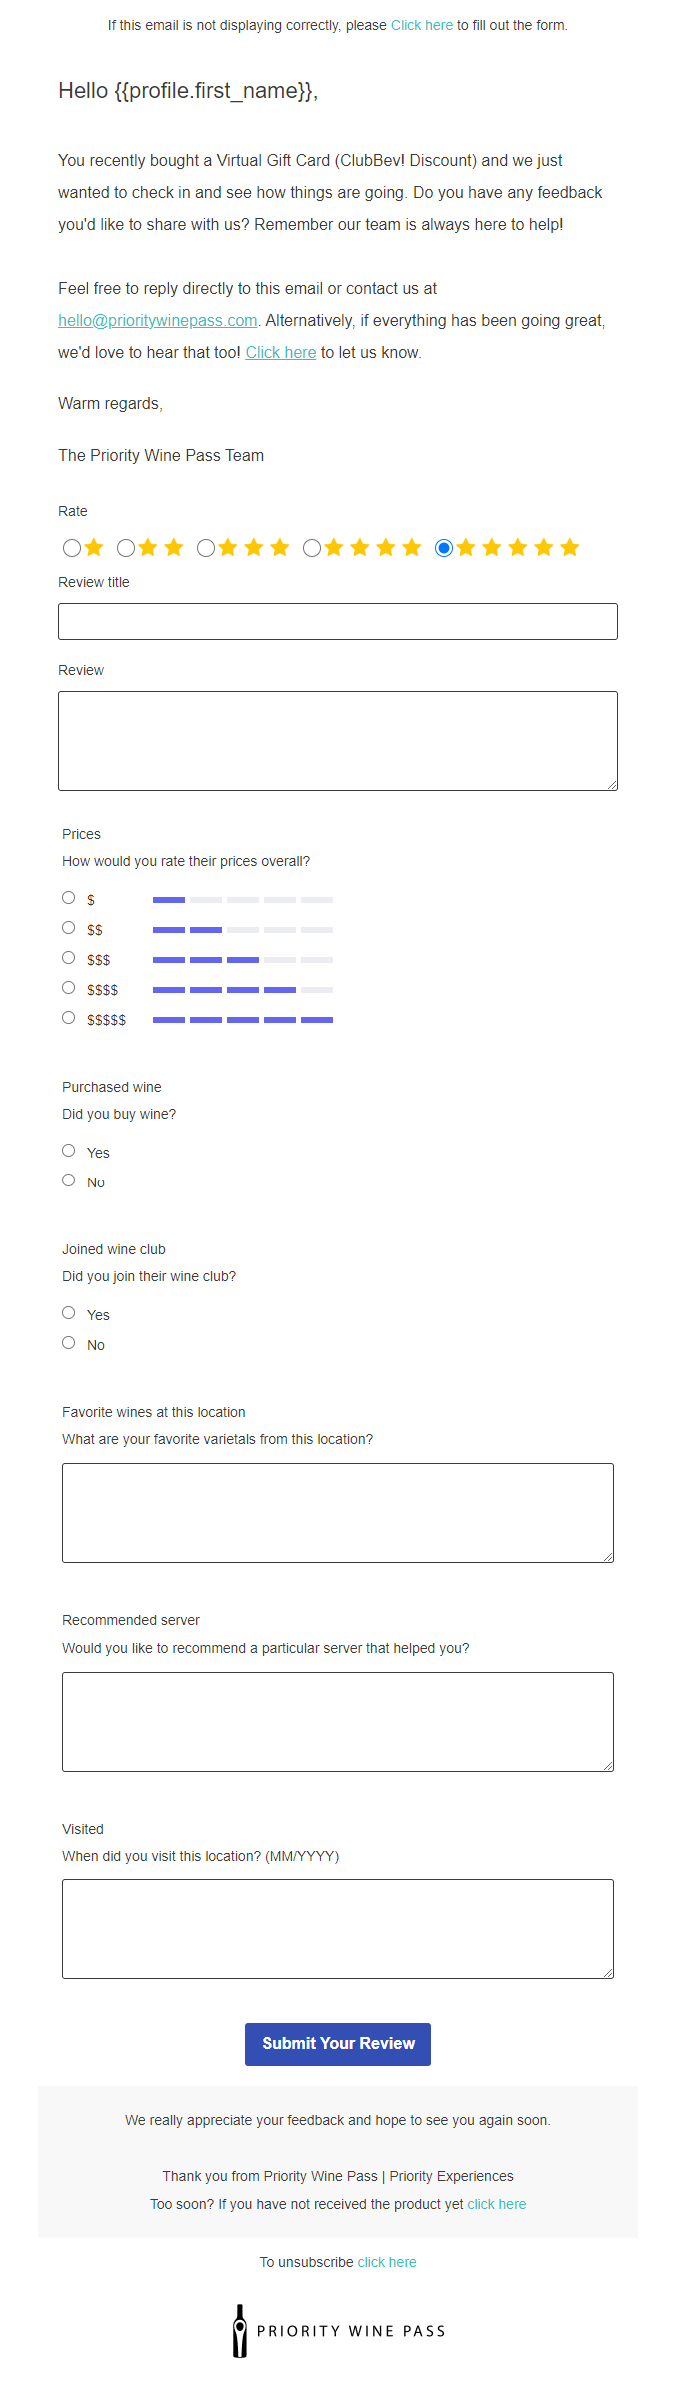 If this email is not displaying correctly, please Click here to fill out the form.
Hello {{profile.first_name}},
You recently bought a Virtual Gift Card (ClubBev! Discount) and we just
wanted to check in and see how things are going. Do you have any feedback
you'd like to share with us? Remember our team is always here to help!
Feel free to reply directly to this email or contact us at
hello@prioritywinepass.com. Alternatively, if everything has been going great,
we'd love to hear that too! Click here to let us know.
Warm regards,
The Priority Wine Pass Team
Rate
Review title
Review
Prices
How would you rate their prices overall?
$
$$
$$$
$$$$
$$$$$
Purchased wine
Did you buy wine?
Yes
No
Joined wine club
Did you join their wine club?
Yes
No
Favorite wines at this location
What are your favorite varietals from this location?
Recommended server
Would you like to recommend a particular server that helped you?
Visited
When did you visit this location? (MM/YYYY)
Submit Your Review
We really appreciate your feedback and hope to see you again soon.
Thank you from Priority Wine Pass | Priority Experiences
Too soon? If you have not received the product yet click here
To unsubscribe click here
PRIORITY WINE PASS